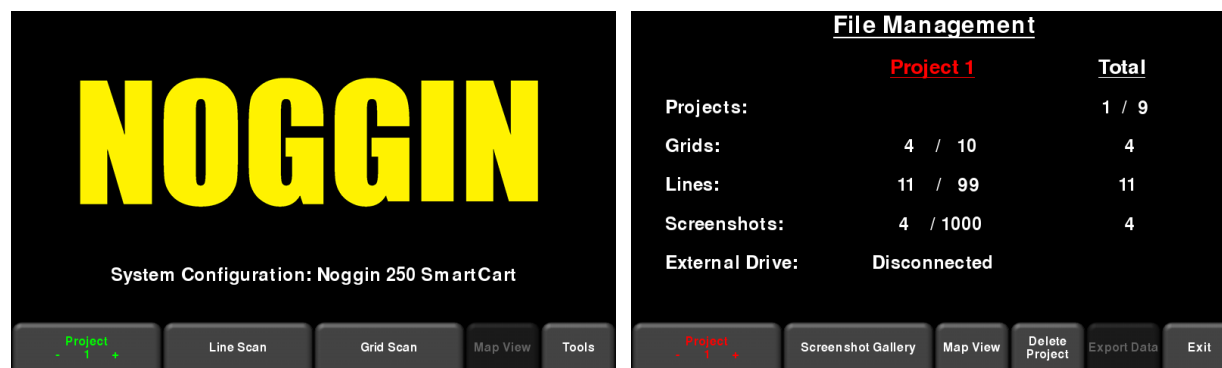 NOGGIN
System Configuration: Noggin 250 SmartCart
Project
- 1 +
Line Scan
Grid Scan
Map View
Tools
File Management
Project 1 Total
Projects: 1 / 9
Grids: 4 / 10 4
Lines: 11 / 99 11
Screenshots: 4 / 1000 4
External Drive: Disconnected
Project
- 1 +
Screenshot Gallery
Map View
Delete
Project
Export Data
Exit